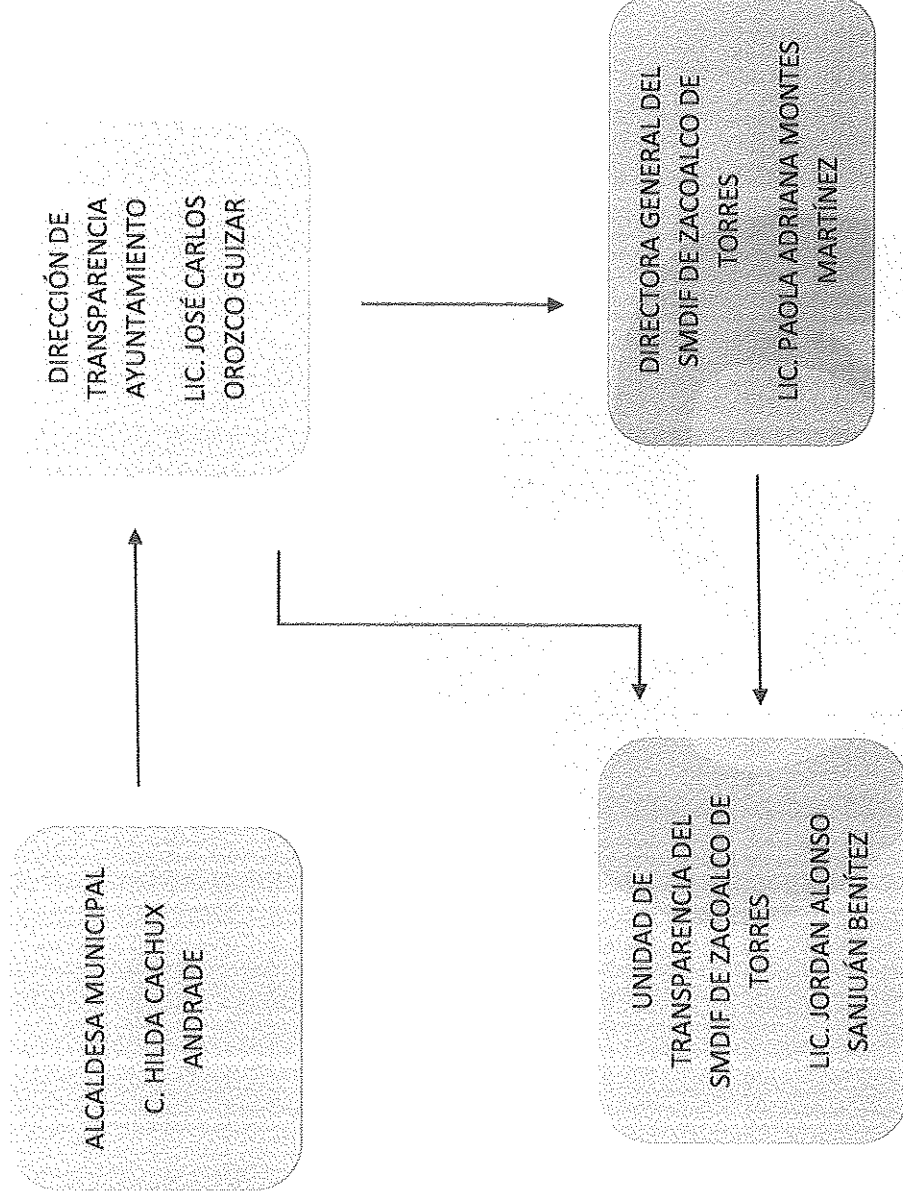 ALCALDESA MUNICIPAL
C. HILDA CACHUX
ANDRADE
DIRECCIÓN DE
TRANSPARENCIA
AYUNTAMIENTO
LIC. JOSÉ CARLOS
OROZCO GUIZAR
UNIDAD DE
TRANSPARENCIA DEL
SMDIF DE ZACOALCO DE
TORRES
LIC. JORDAN ALONSO
SANJUÁN BENÍTEZ
DIRECTORA GENERAL DEL
SMDIF DE ZACOALCO DE
TORRES
LIC. PAOLA ADRIANA MONTES
MARTÍNEZ